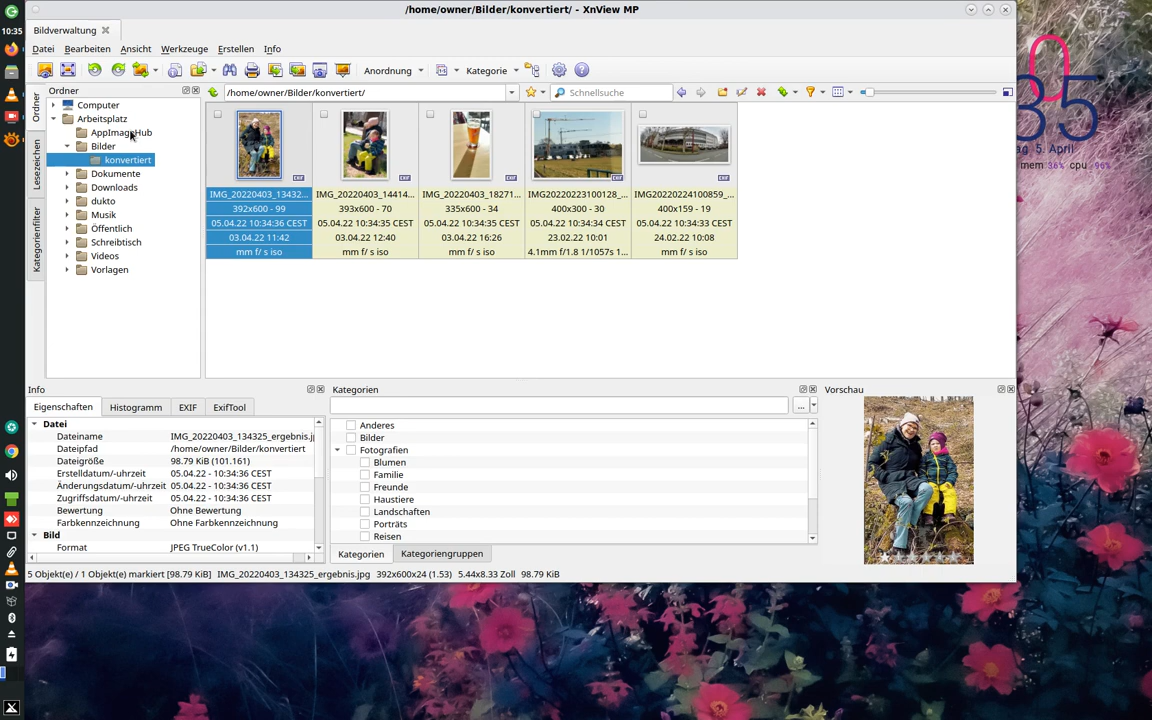 /home/owner/Bilder/konvertiert/ - XnView MP
10:35
Bildverwaltung
Datei Bearbeiten Ansicht Werkzeuge Erstellen Info
Anordnung Kategorie
Ordner
/home/owner/Bilder/konvertiert/
Schnellsuche
Ordner
Lesezeichen
Kategorienfilter
Computer
Arbeitsplatz
AppImageHub
Bilder
konvertiert
Dokumente
Downloads
dukto
Musik
Öffentlich
Schreibtisch
Videos
Vorlagen
IMG_20220403_13432... IMG_20220403_14414... IMG_20220403_18271... IMG20220223100128_... IMG20220224100859_...
392x600 - 99 393x600 - 70 335x600 - 34 400x300 - 30 400x159 - 19
05.04.22 10:34:36 CEST 05.04.22 10:34:35 CEST 05.04.22 10:34:35 CEST 05.04.22 10:34:34 CEST 05.04.22 10:34:33 CEST
03.04.22 11:42 03.04.22 12:40 03.04.22 16:26 23.02.22 10:01 24.02.22 10:08
mm f/ s iso mm f/ s iso mm f/ s iso 4.1mm f/1.8 1/1057s 1... mm f/ s iso
35
5. April
mem 36% cpu 96%
Info
Eigenschaften Histogramm EXIF ExifTool
Datei
Dateiname IMG_20220403_134325_ergebnis.j
Dateipfad /home/owner/Bilder/konvertiert
Dateigröße 98.79 KiB (101.161)
Erstelldatum/-uhrzeit 05.04.22 - 10:34:36 CEST
Änderungsdatum/-uhrzeit 05.04.22 - 10:34:36 CEST
Zugriffsdatum/-uhrzeit 05.04.22 - 10:34:36 CEST
Bewertung Ohne Bewertung
Farbkennzeichnung Ohne Farbkennzeichnung
Bild
Format JPEG TrueColor (v1.1)
Kategorien
...
Anderes
Bilder
Fotografien
Blumen
Familie
Freunde
Haustiere
Landschaften
Porträts
Reisen
Kategorien Kategoriengruppen
Vorschau
5 Objekt(e) / 1 Objekt(e) markiert [98.79 KiB] IMG_20220403_134325_ergebnis.jpg 392x600x24 (1.53) 5.44x8.33 Zoll 98.79 KiB